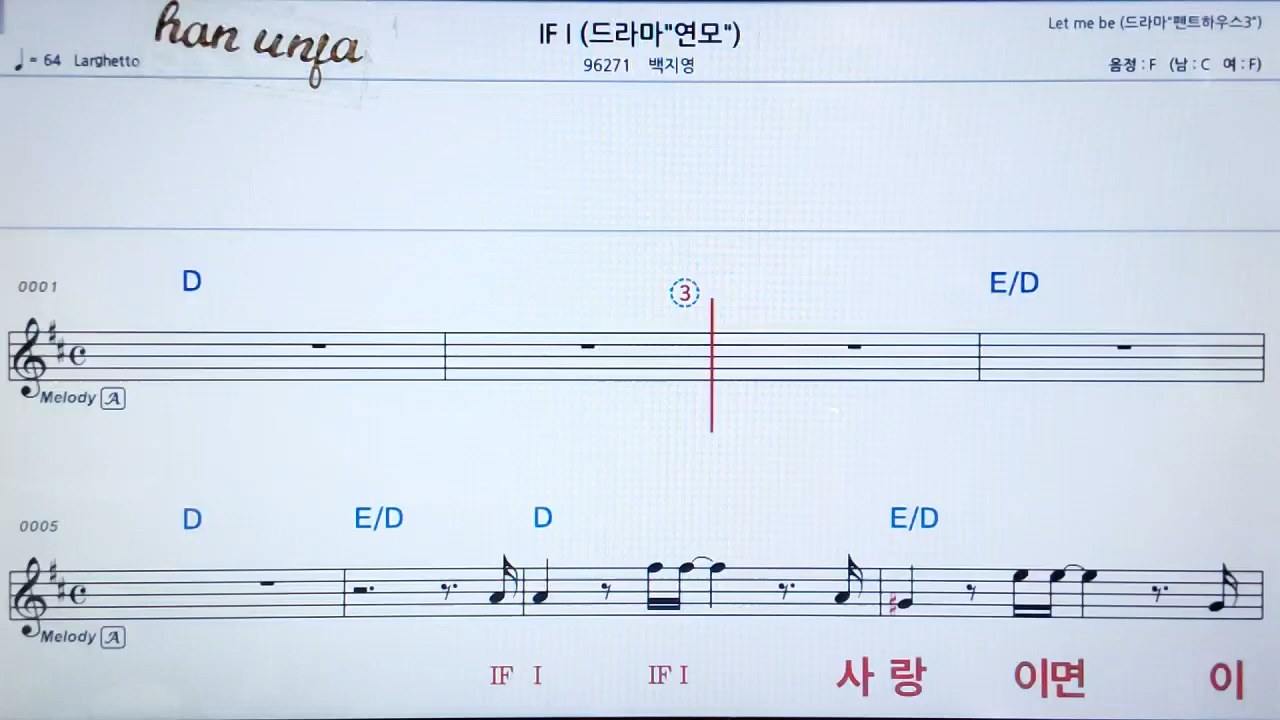 han unfa
IF I (드라마"연모")
Let me be (드라마"펜트하우스3")
♩ = 64 Larghetto
96271 백지영
음정 : F (남 : C 여 : F)
0001 D ③ E/D
Melody A
0005 D E/D D E/D
Melody A
IF I IF I 사 랑 이면 이